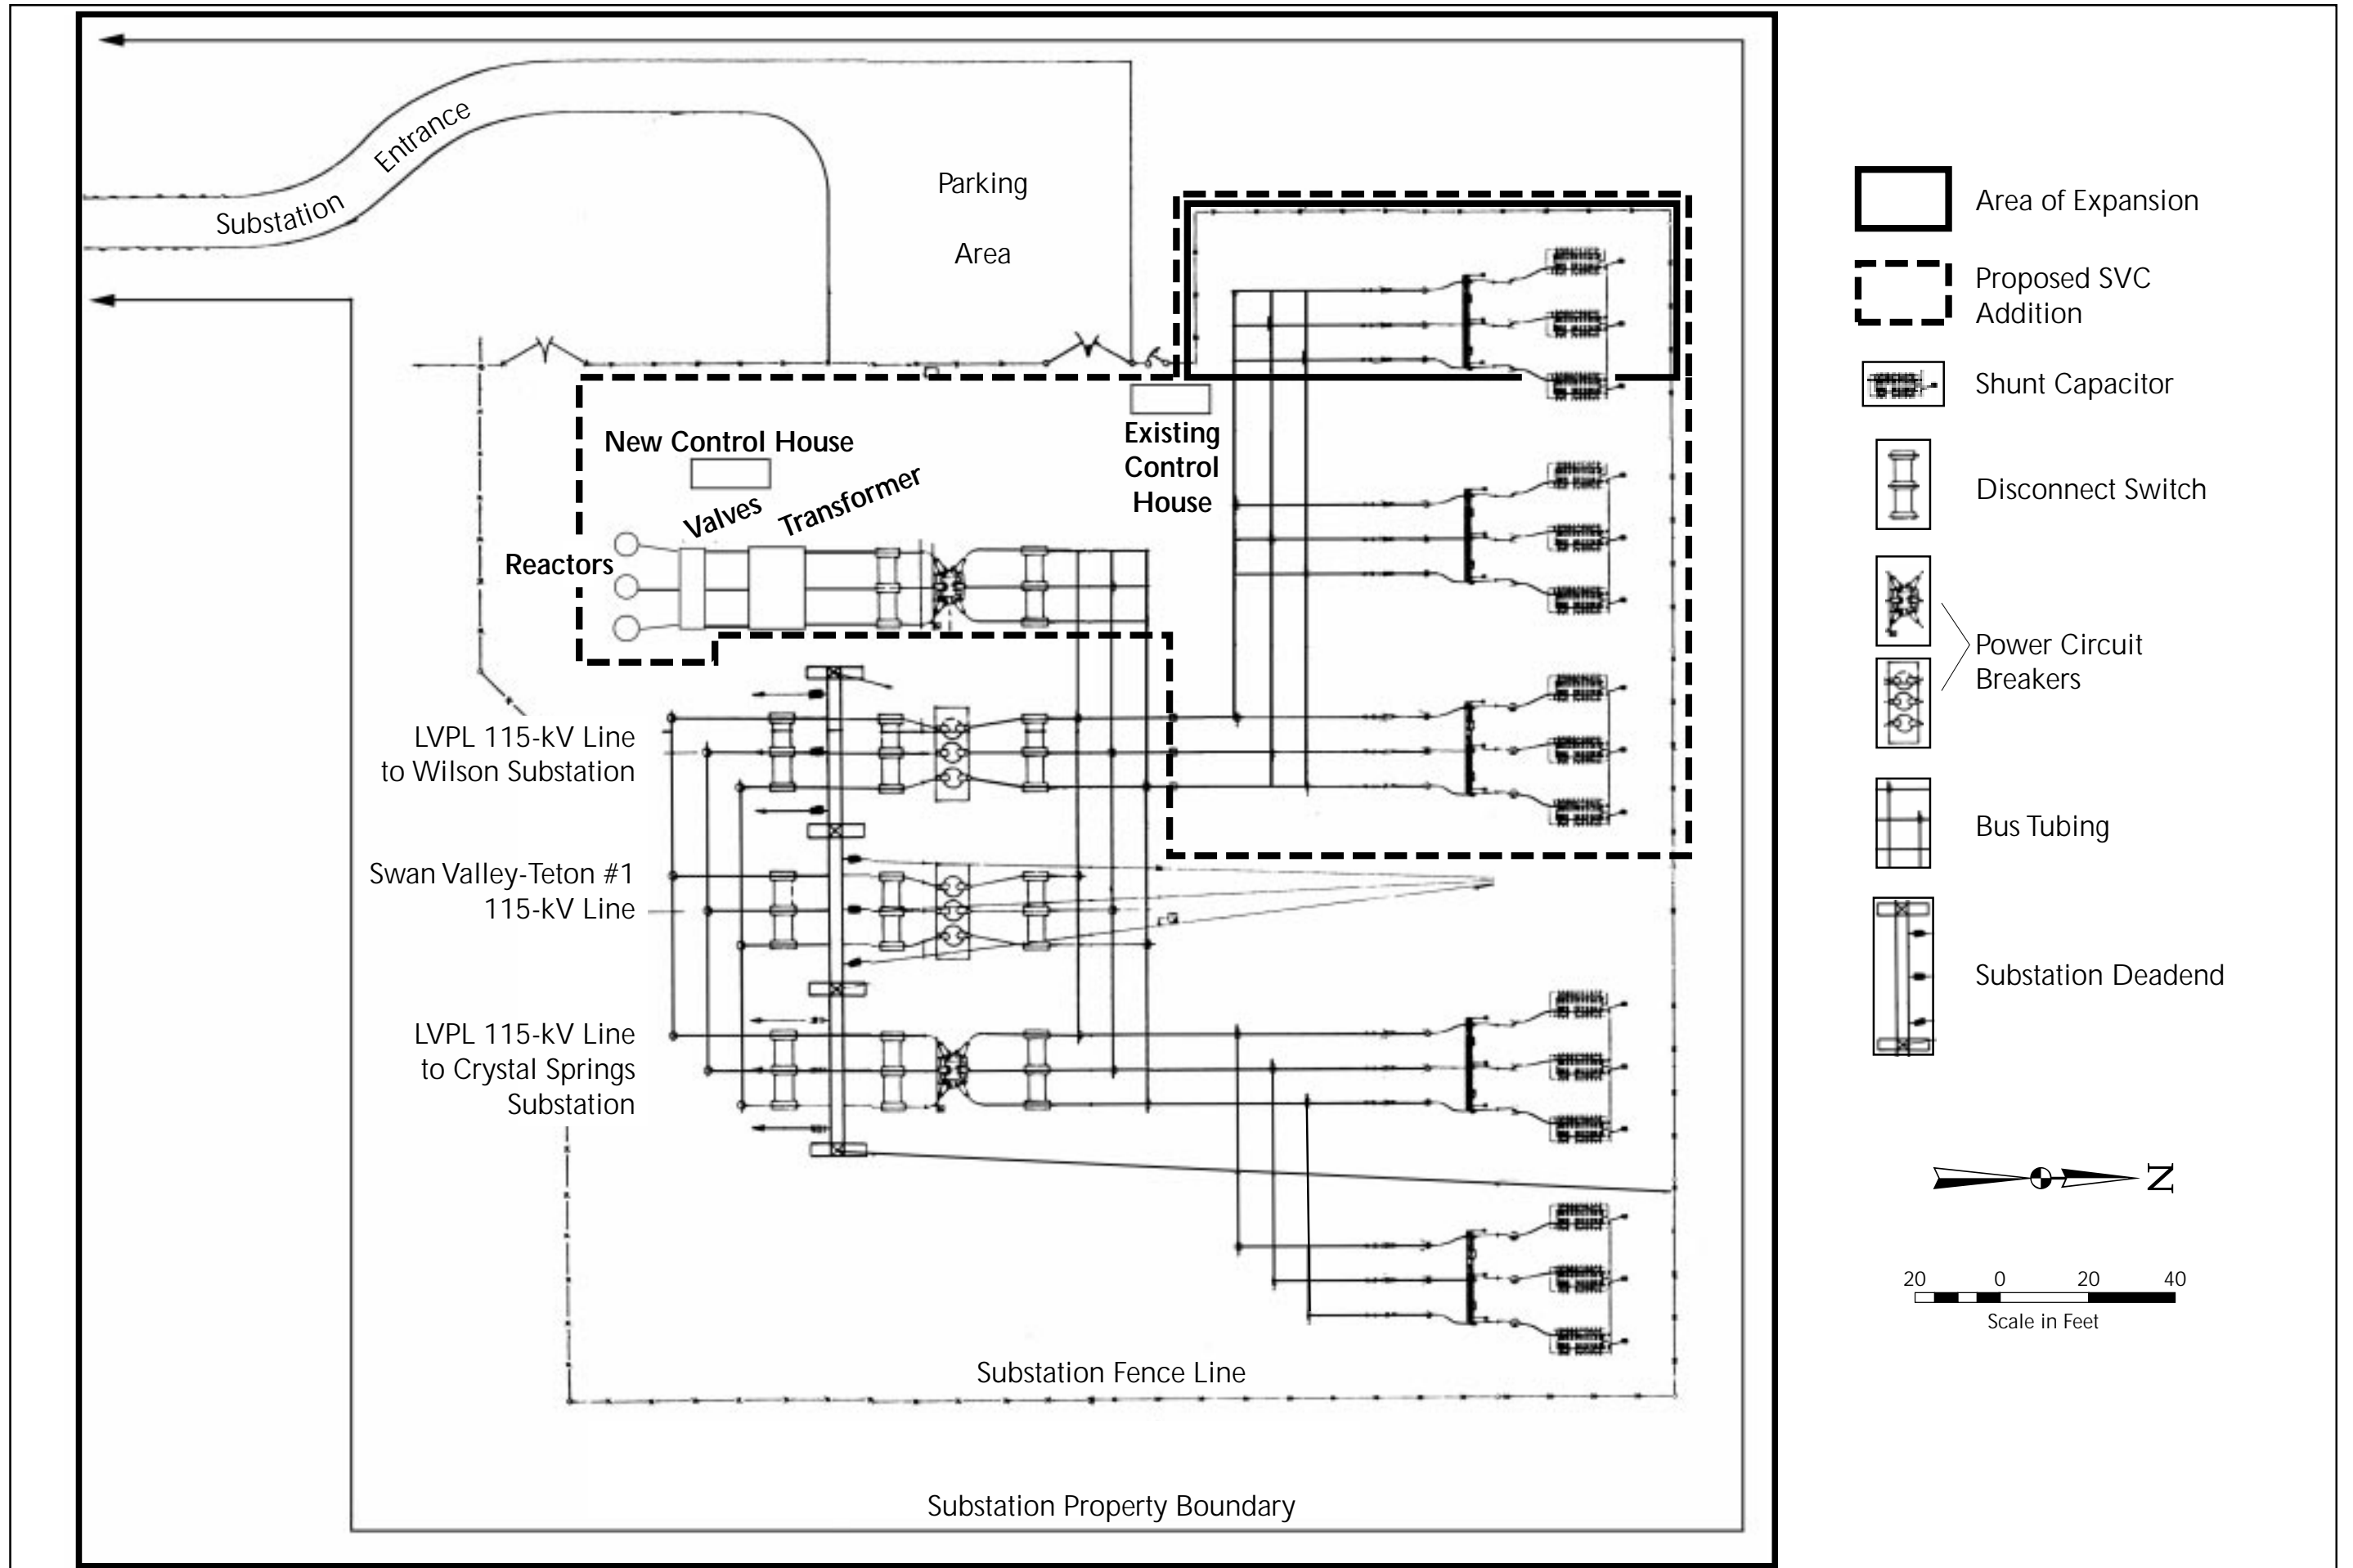 Substation
Entrance
Parking
Area
New Control House
Valves
Transformer
Reactors
Existing
Control
House
LVPL 115-kV Line
to Wilson Substation
Swan Valley-Teton #1
115-kV Line
LVPL 115-kV Line
to Crystal Springs
Substation
Substation Fence Line
Substation Property Boundary
Area of Expansion
Proposed SVC
Addition
Shunt Capacitor
Disconnect Switch
Power Circuit
Breakers
Bus Tubing
Substation Deadend
N
20 0 20 40
Scale in Feet